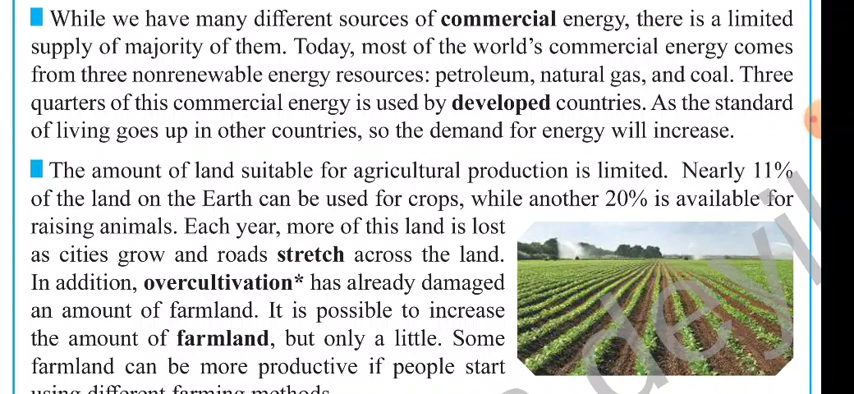 While we have many different sources of commercial energy, there is a limited
supply of majority of them. Today, most of the world's commercial energy comes
from three nonrenewable energy resources: petroleum, natural gas, and coal. Three
quarters of this commercial energy is used by developed countries. As the standard
of living goes up in other countries, so the demand for energy will increase.
The amount of land suitable for agricultural production is limited. Nearly 11%
of the land on the Earth can be used for crops, while another 20% is available for
raising animals. Each year, more of this land is lost
as cities grow and roads stretch across the land.
In addition, overcultivation* has already damaged
an amount of farmland. It is possible to increase
the amount of farmland, but only a little. Some
farmland can be more productive if people start
using different farming methods.